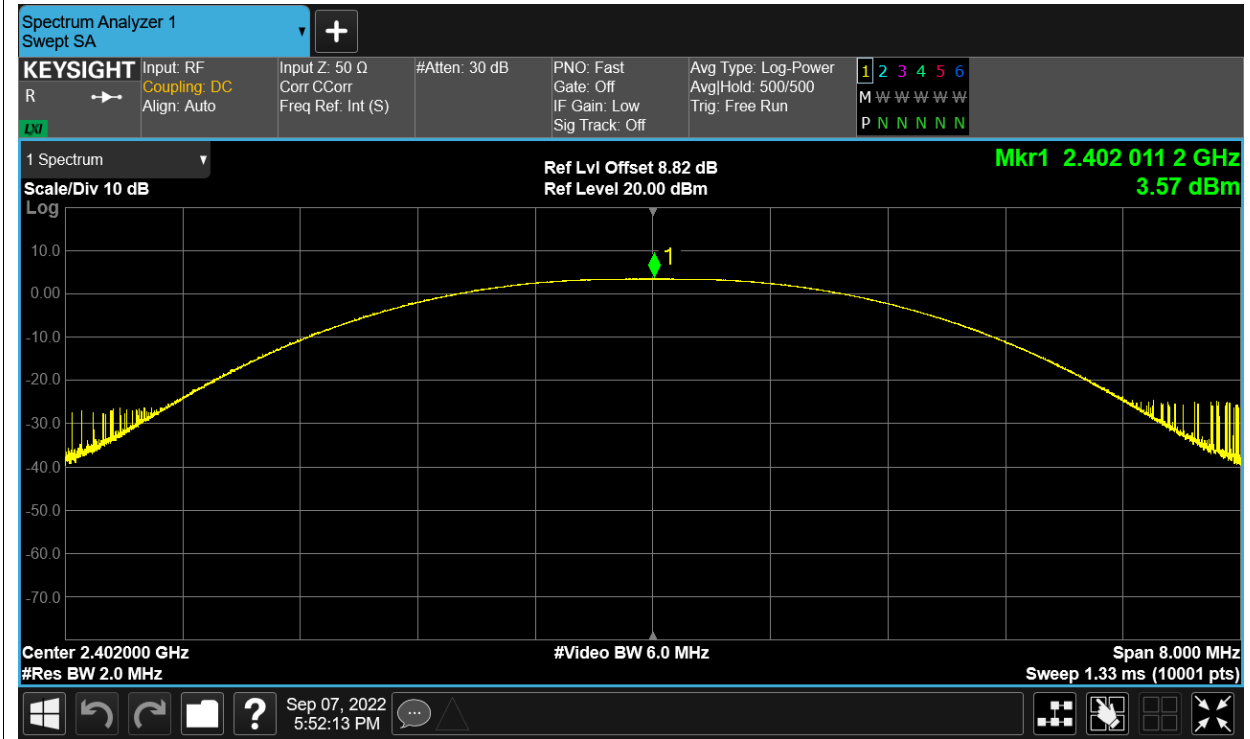 Spectrum Analyzer 1
Swept SA
KEYSIGHT
R
LXI
Input: RF
Coupling: DC
Align: Auto
Input Z: 50 Ω
Corr CCorr
Freq Ref: Int (S)
#Atten: 30 dB
PNO: Fast
Gate: Off
IF Gain: Low
Sig Track: Off
Avg Type: Log-Power
Avg|Hold: 500/500
Trig: Free Run
1 2 3 4 5 6
M W W W W W
P N N N N N
1 Spectrum
Scale/Div 10 dB
Log
Ref Lvl Offset 8.82 dB
Ref Level 20.00 dBm
Mkr1 2.402 011 2 GHz
3.57 dBm
1
10.0
0.00
-10.0
-20.0
-30.0
-40.0
-50.0
-60.0
-70.0
Center 2.402000 GHz
#Video BW 6.0 MHz
Span 8.000 MHz
#Res BW 2.0 MHz
Sweep 1.33 ms (10001 pts)
?
Sep 07, 2022
5:52:13 PM